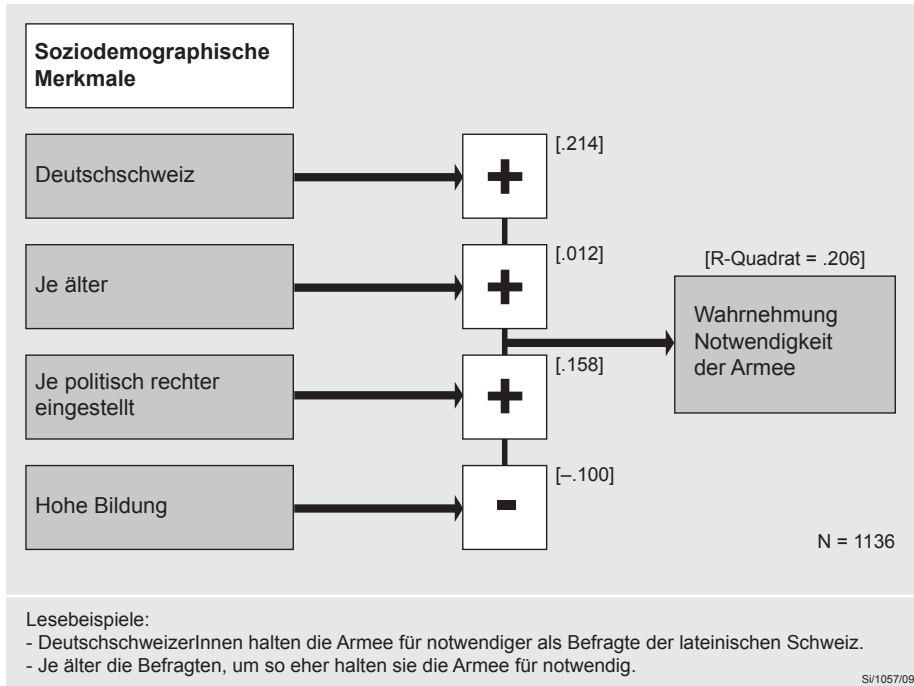 Soziodemographische
Merkmale
Deutschschweiz
+
[.214]
Je älter
+
[.012]
[R-Quadrat = .206]
Wahrnehmung
Notwendigkeit
der Armee
Je politisch rechter
eingestellt
+
[.158]
Hohe Bildung
-
[–.100]
N = 1136
Lesebeispiele:
- DeutschschweizerInnen halten die Armee für notwendiger als Befragte der lateinischen Schweiz.
- Je älter die Befragten, um so eher halten sie die Armee für notwendig.
Si/1057/09